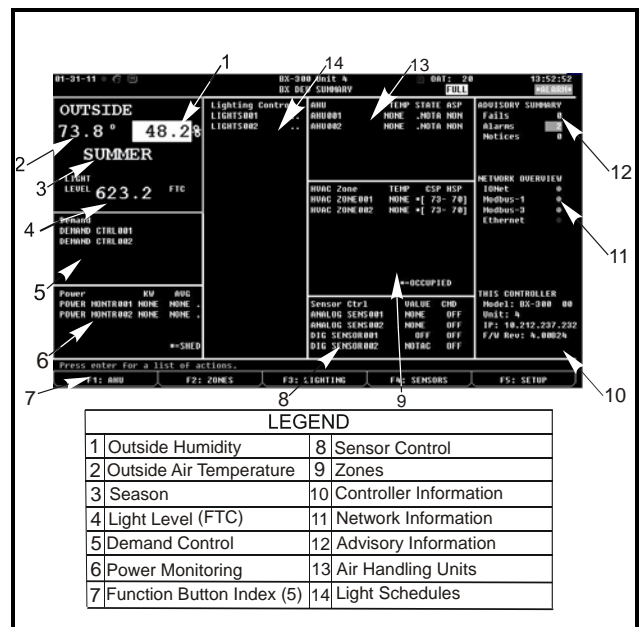 1 14 13
01-31-11
BX-300 Unit 4
OAT: 20
13:52:52
BX DEV SUMMARY
FULL
*ALARM*
OUTSIDE
73.8° 48.2%
SUMMER
LIGHT
LEVEL 623.2 FTC
Demand
DEMAND CTRL001
DEMAND CTRL002
Power KW AVG
POWER MONTR001 NONE NONE .
POWER MONTR002 NONE NONE .
*=SHED
Lighting Control
LIGHTS001 ..
LIGHTS002 ..
AHU TEMP STATE ASP
AHU001 NONE .NOTA NON
AHU002 NONE .NOTA NON
HVAC Zone TEMP CSP HSP
HVAC ZONE001 NONE *[ 73- 70]
HVAC ZONE002 NONE *[ 73- 70]
*=OCCUPIED
Sensor Ctrl VALUE CMD
ANALOG SENS001 NONE OFF
ANALOG SENS002 NONE OFF
DIG SENSOR001 OFF OFF
DIG SENSOR002 NOTAC OFF
ADVISORY SUMMARY
Fails 0
Alarms 2
Notices 0
NETWORK OVERVIEW
IONet
Modbus-1
Modbus-3
Ethernet
THIS CONTROLLER
Model: BX-300 00
Unit: 4
IP: 10.212.237.232
F/W Rev: 4.00B24
Press enter for a list of actions.
F1: AHU F2: ZONES F3: LIGHTING F4: SENSORS F5: SETUP
2
3
4
5
6
7
8
9
10
11
12
LEGEND
1 Outside Humidity 8 Sensor Control
2 Outside Air Temperature 9 Zones
3 Season 10 Controller Information
4 Light Level (FTC) 11 Network Information
5 Demand Control 12 Advisory Information
6 Power Monitoring 13 Air Handling Units
7 Function Button Index (5) 14 Light Schedules